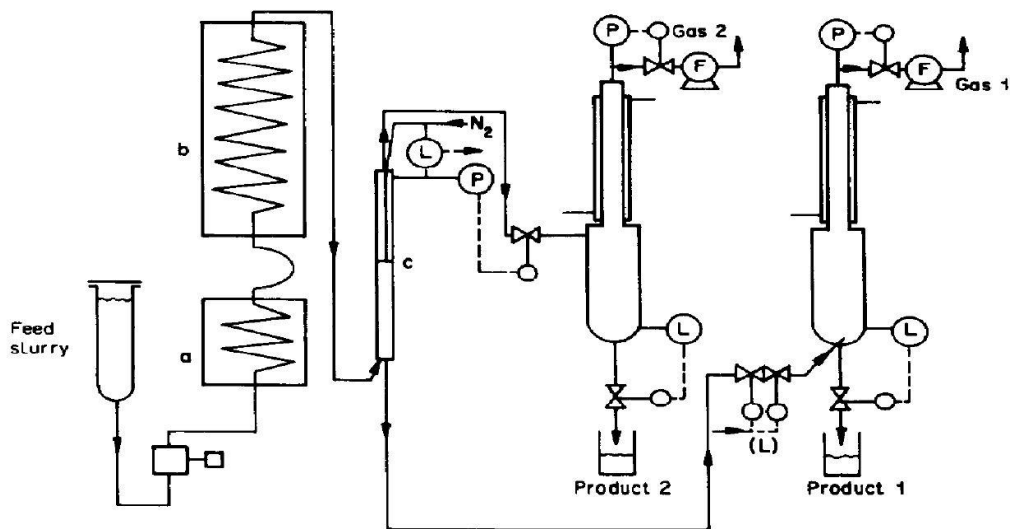 P
Gas 2
F
P
F
Gas 1
b
N₂
L
P
c
Feed
slurry
a
L
L
(L)
Product 2
Product 1